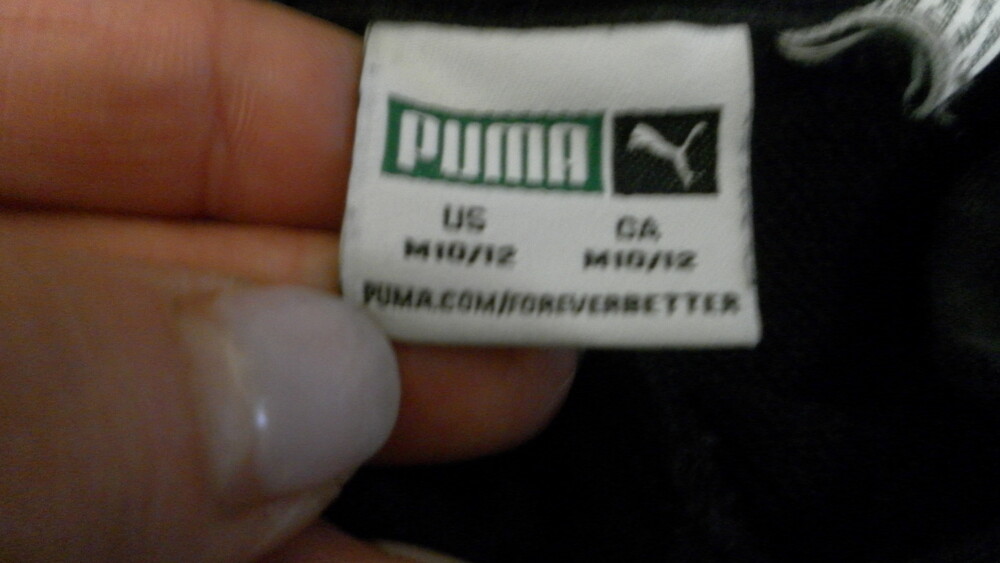 PUMA
US CA
M10/12 M10/12
PUMA.COM/FOREVERBETTER